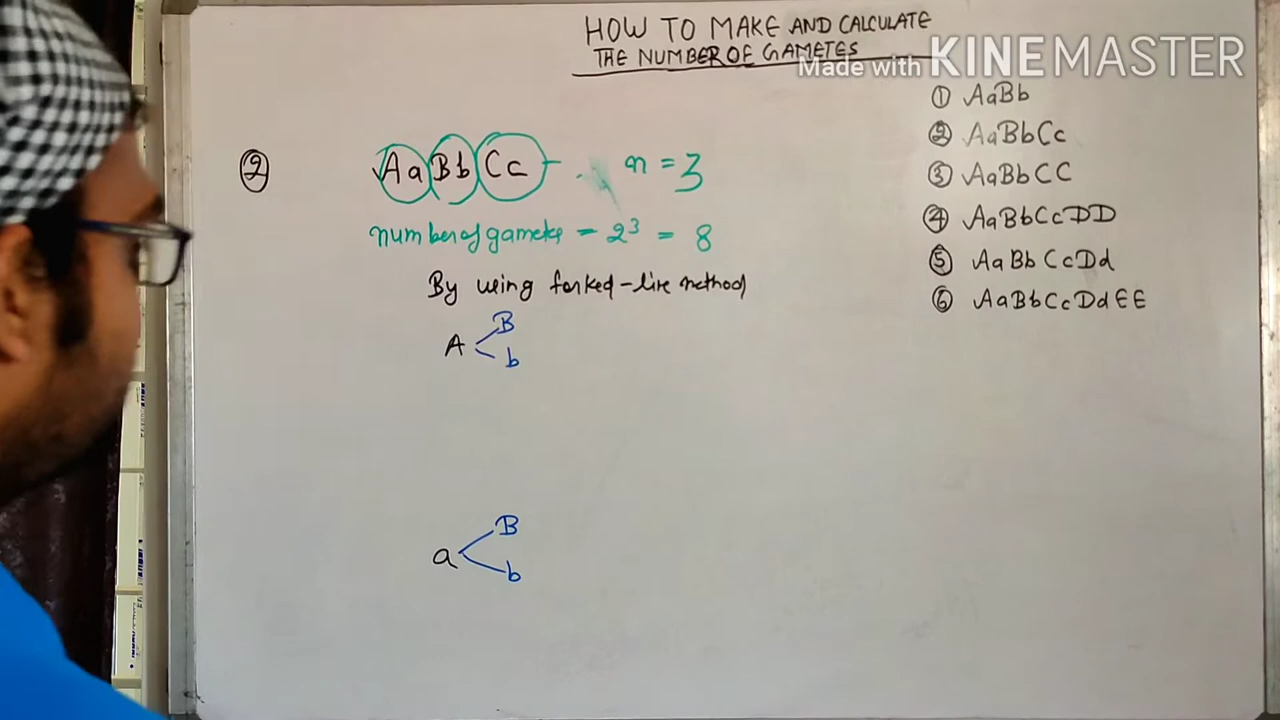 HOW TO MAKE AND CALCULATE
THE NUMBER OF GAMETES
Made with KINEMASTER
① AaBb
② AaBbCc
③ AaBbCC
④ AaBbCcDD
⑤ AaBbCcDd
⑥ AaBbCcDdEE
② AaBbCc n = 3
number of gametes = 2³ = 8
By using forked-line method
A B
b
a B
b